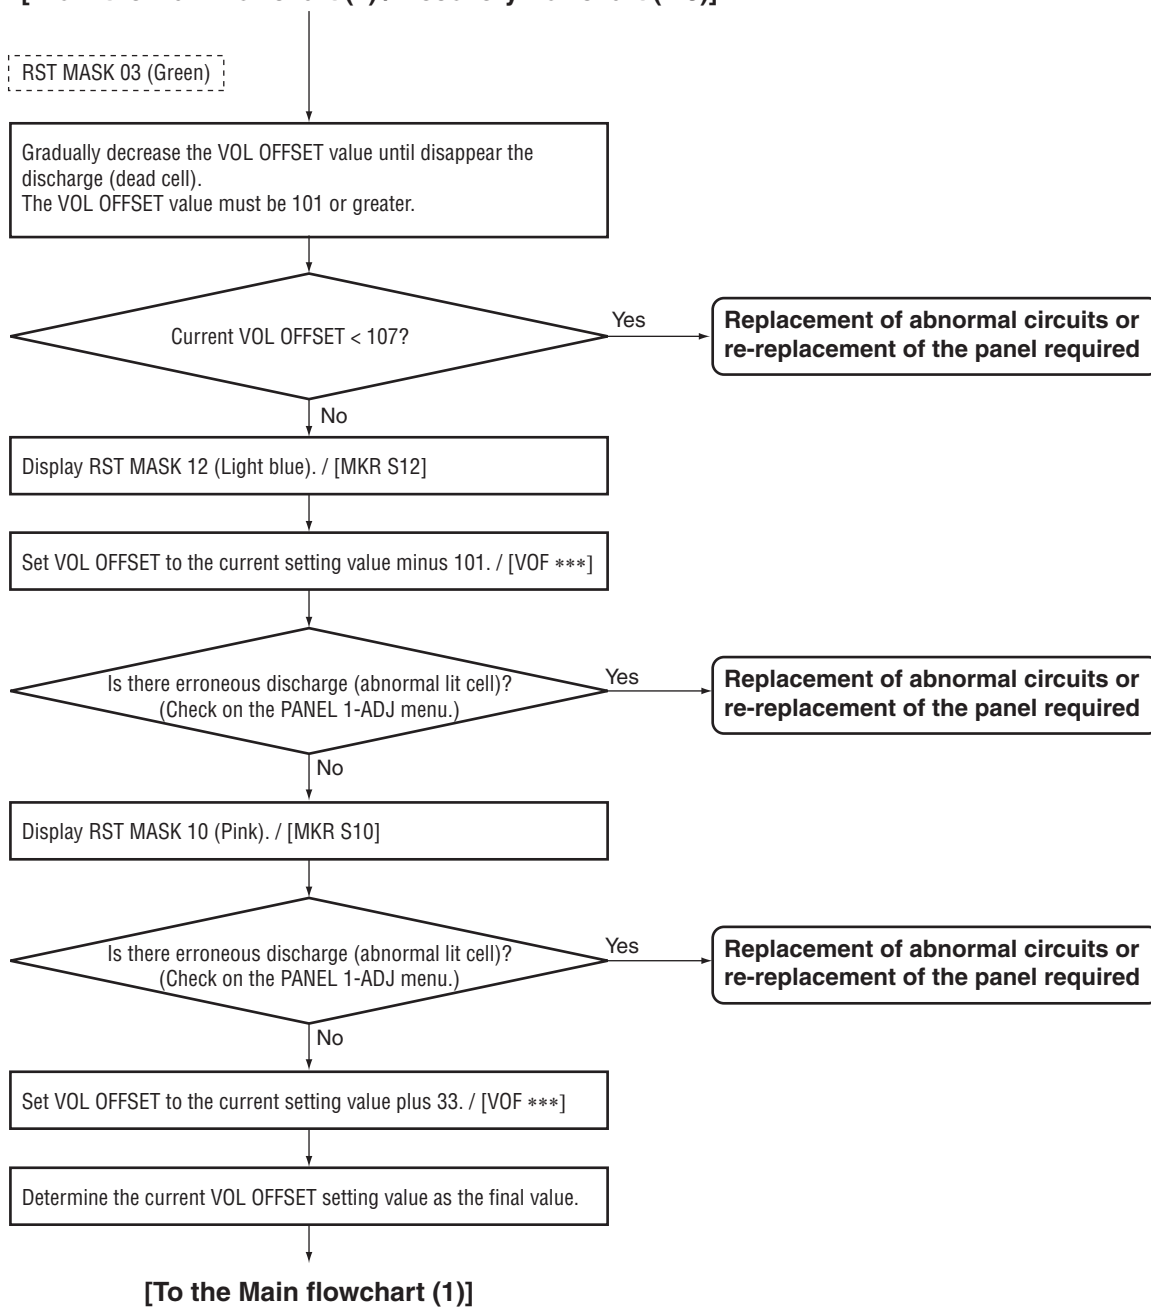 RST MASK 03 (Green)
Gradually decrease the VOL OFFSET value until disappear the
discharge (dead cell).
The VOL OFFSET value must be 101 or greater.
Current VOL OFFSET < 107?
Yes
Replacement of abnormal circuits or
re-replacement of the panel required
No
Display RST MASK 12 (Light blue). / [MKR S12]
Set VOL OFFSET to the current setting value minus 101. / [VOF ***]
Is there erroneous discharge (abnormal lit cell)?
(Check on the PANEL 1-ADJ menu.)
Yes
Replacement of abnormal circuits or
re-replacement of the panel required
No
Display RST MASK 10 (Pink). / [MKR S10]
Is there erroneous discharge (abnormal lit cell)?
(Check on the PANEL 1-ADJ menu.)
Yes
Replacement of abnormal circuits or
re-replacement of the panel required
No
Set VOL OFFSET to the current setting value plus 33. / [VOF ***]
Determine the current VOL OFFSET setting value as the final value.
[To the Main flowchart (1)]